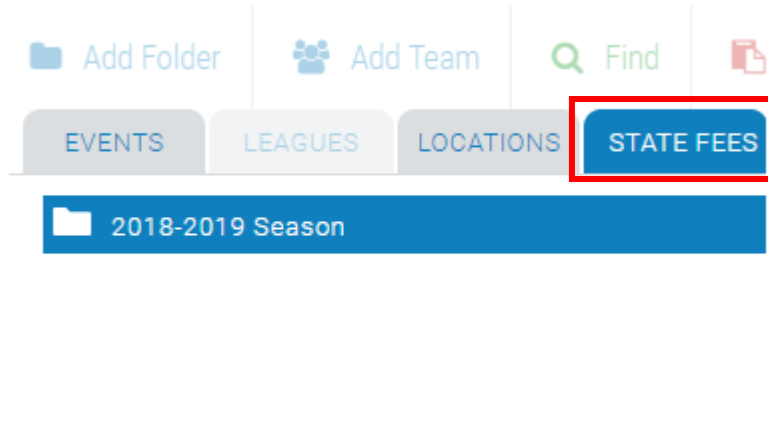 Add Folder Add Team Find
EVENTS LEAGUES LOCATIONS STATE FEES
2018-2019 Season